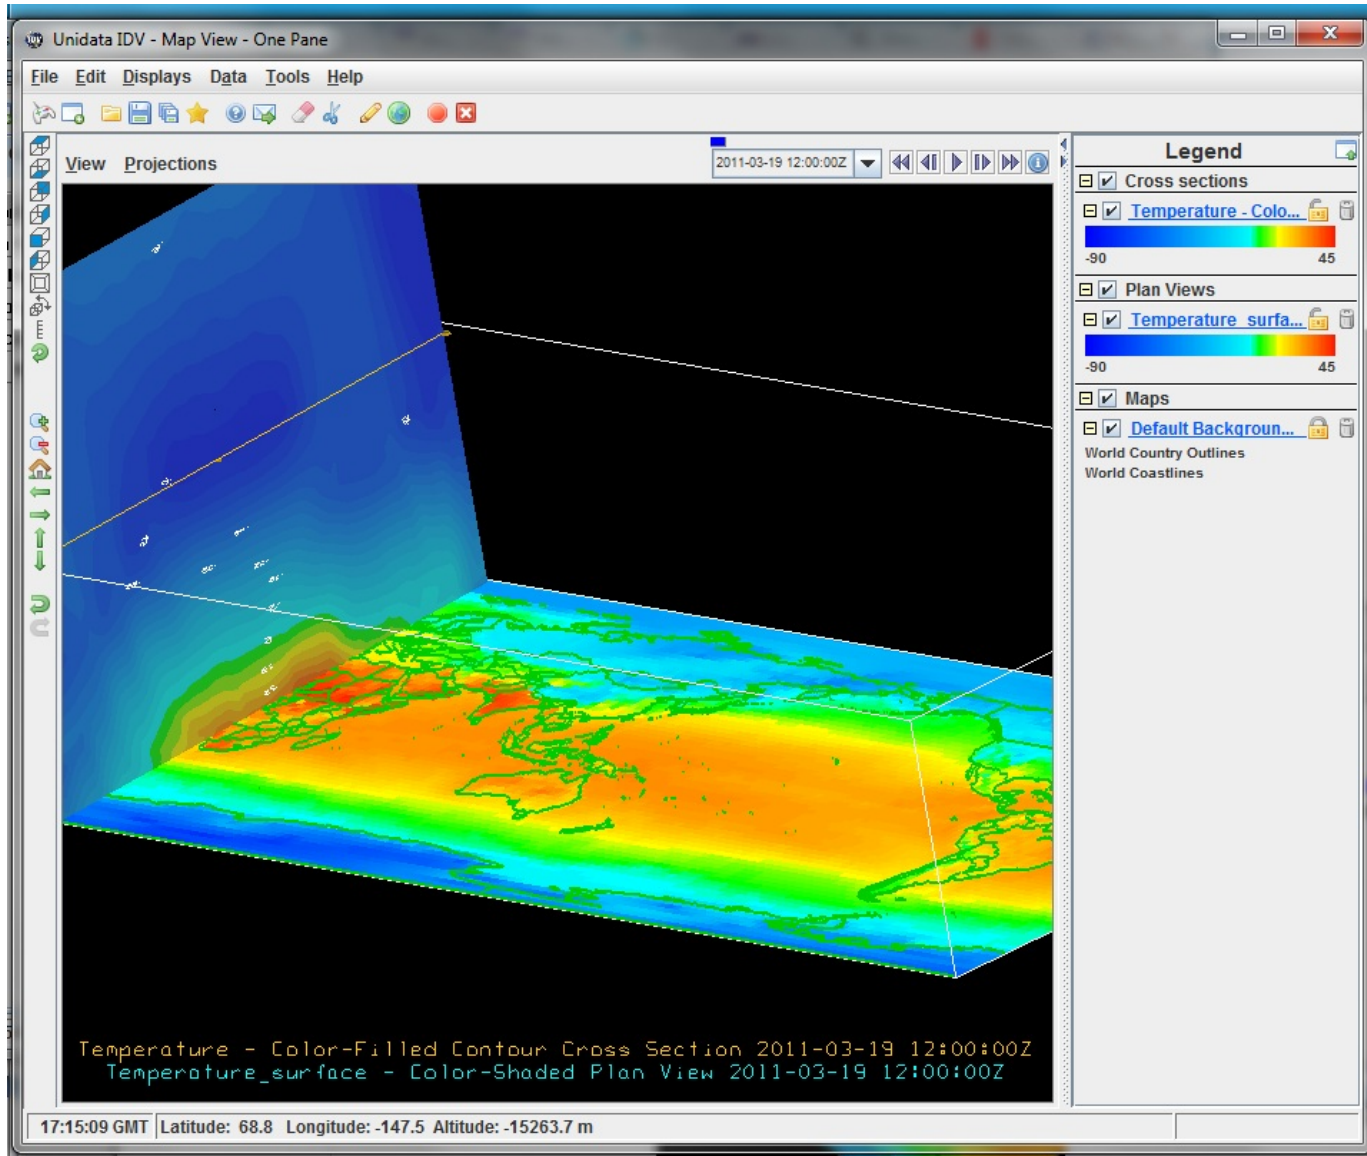 Unidata IDV - Map View - One Pane
File Edit Displays Data Tools Help
View Projections
2011-03-19 12:00:00Z
Legend
Cross sections
Temperature - Colo...
-90 45
Plan Views
Temperature_surfa...
-90 45
Maps
Default Backgroun...
World Country Outlines
World Coastlines
Temperature - Color-Filled Contour Cross Section 2011-03-19 12:00:00Z
Temperature_surface - Color-Shaded Plan View 2011-03-19 12:00:00Z
17:15:09 GMT Latitude: 68.8 Longitude: -147.5 Altitude: -15263.7 m